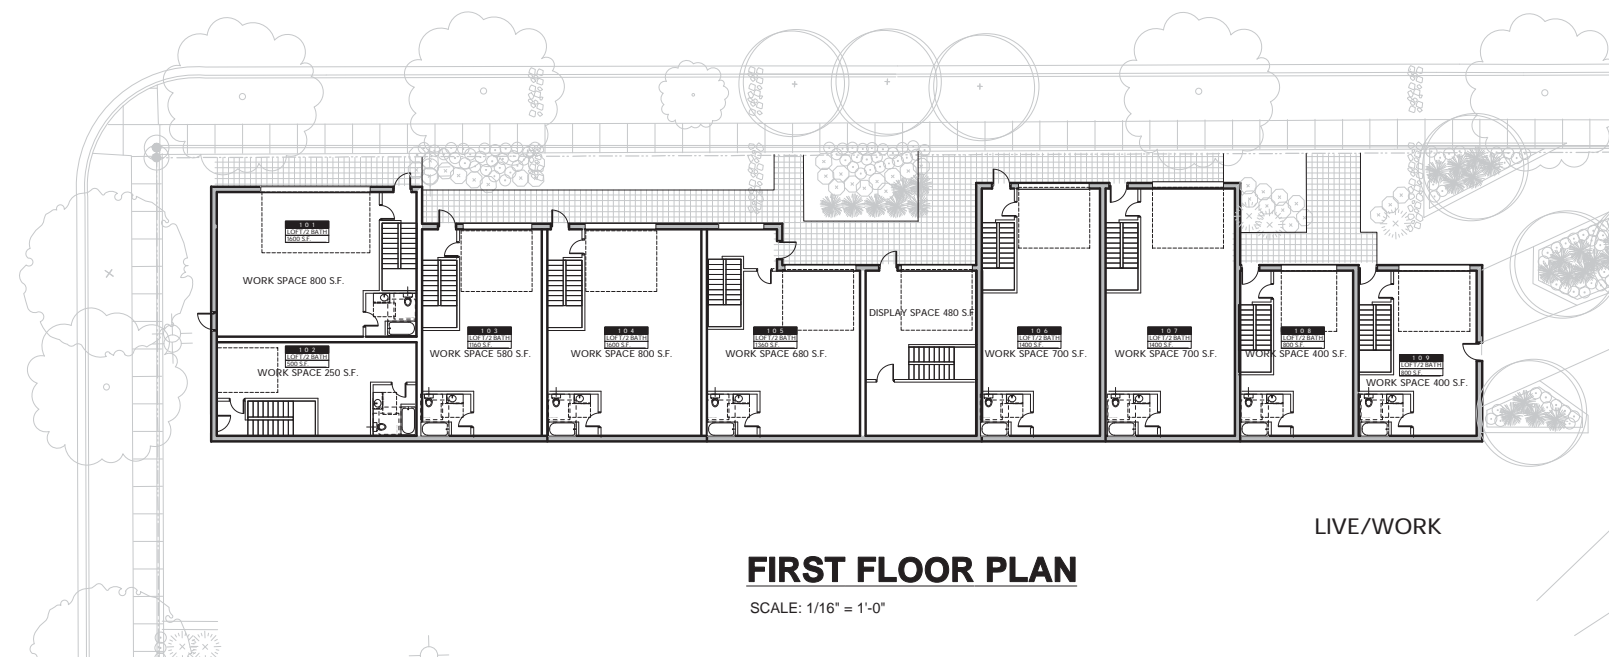 101
LOFT/2 BATH
1600 S.F.
WORK SPACE 800 S.F.
102
LOFT/2 BATH
500 S.F.
WORK SPACE 250 S.F.
103
LOFT/2 BATH
1160 S.F.
WORK SPACE 580 S.F.
104
LOFT/2 BATH
1600 S.F.
WORK SPACE 800 S.F.
105
LOFT/2 BATH
1360 S.F.
WORK SPACE 680 S.F.
DISPLAY SPACE 480 S.F.
106
LOFT/2 BATH
1400 S.F.
WORK SPACE 700 S.F.
107
LOFT/2 BATH
1400 S.F.
WORK SPACE 700 S.F.
108
LOFT/2 BATH
800 S.F.
WORK SPACE 400 S.F.
109
LOFT/2 BATH
800 S.F.
WORK SPACE 400 S.F.
LIVE/WORK
FIRST FLOOR PLAN
SCALE: 1/16" = 1'-0"